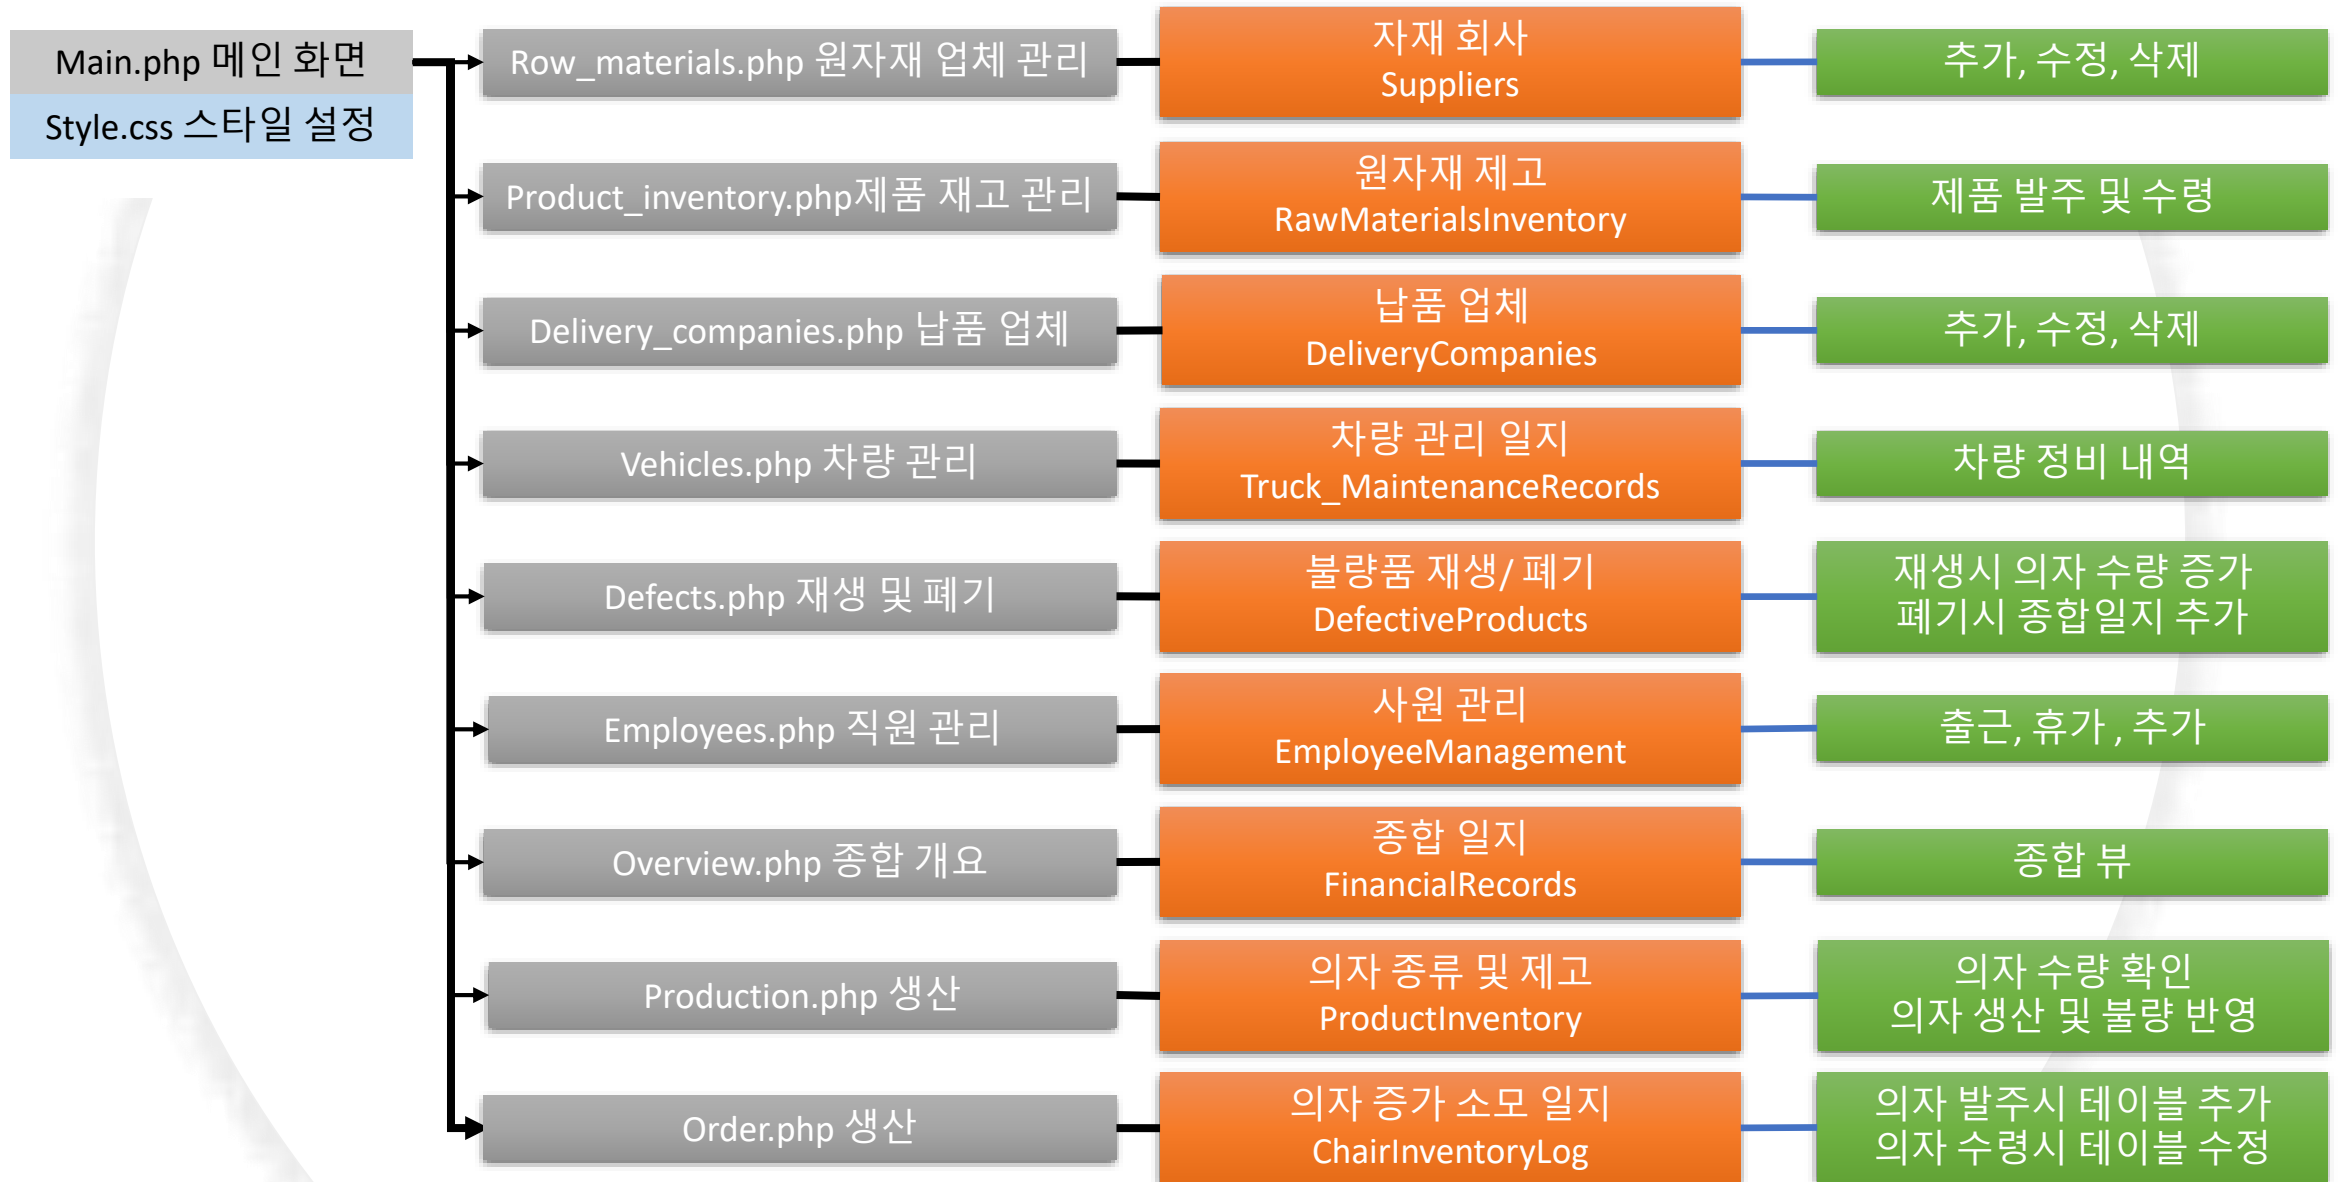 Main.php 메인 화면
Style.css 스타일 설정
Row_materials.php 원자재 업체 관리
자재 회사
Suppliers
추가, 수정, 삭제
Product_inventory.php제품 재고 관리
원자재 제고
RawMaterialsInventory
제품 발주 및 수령
Delivery_companies.php 납품 업체
납품 업체
DeliveryCompanies
추가, 수정, 삭제
Vehicles.php 차량 관리
차량 관리 일지
Truck_MaintenanceRecords
차량 정비 내역
Defects.php 재생 및 폐기
불량품 재생/ 폐기
DefectiveProducts
재생시 의자 수량 증가
폐기시 종합일지 추가
Employees.php 직원 관리
사원 관리
EmployeeManagement
출근, 휴가 , 추가
Overview.php 종합 개요
종합 일지
FinancialRecords
종합 뷰
Production.php 생산
의자 종류 및 제고
ProductInventory
의자 수량 확인
의자 생산 및 불량 반영
Order.php 생산
의자 증가 소모 일지
ChairInventoryLog
의자 발주시 테이블 추가
의자 수령시 테이블 수정